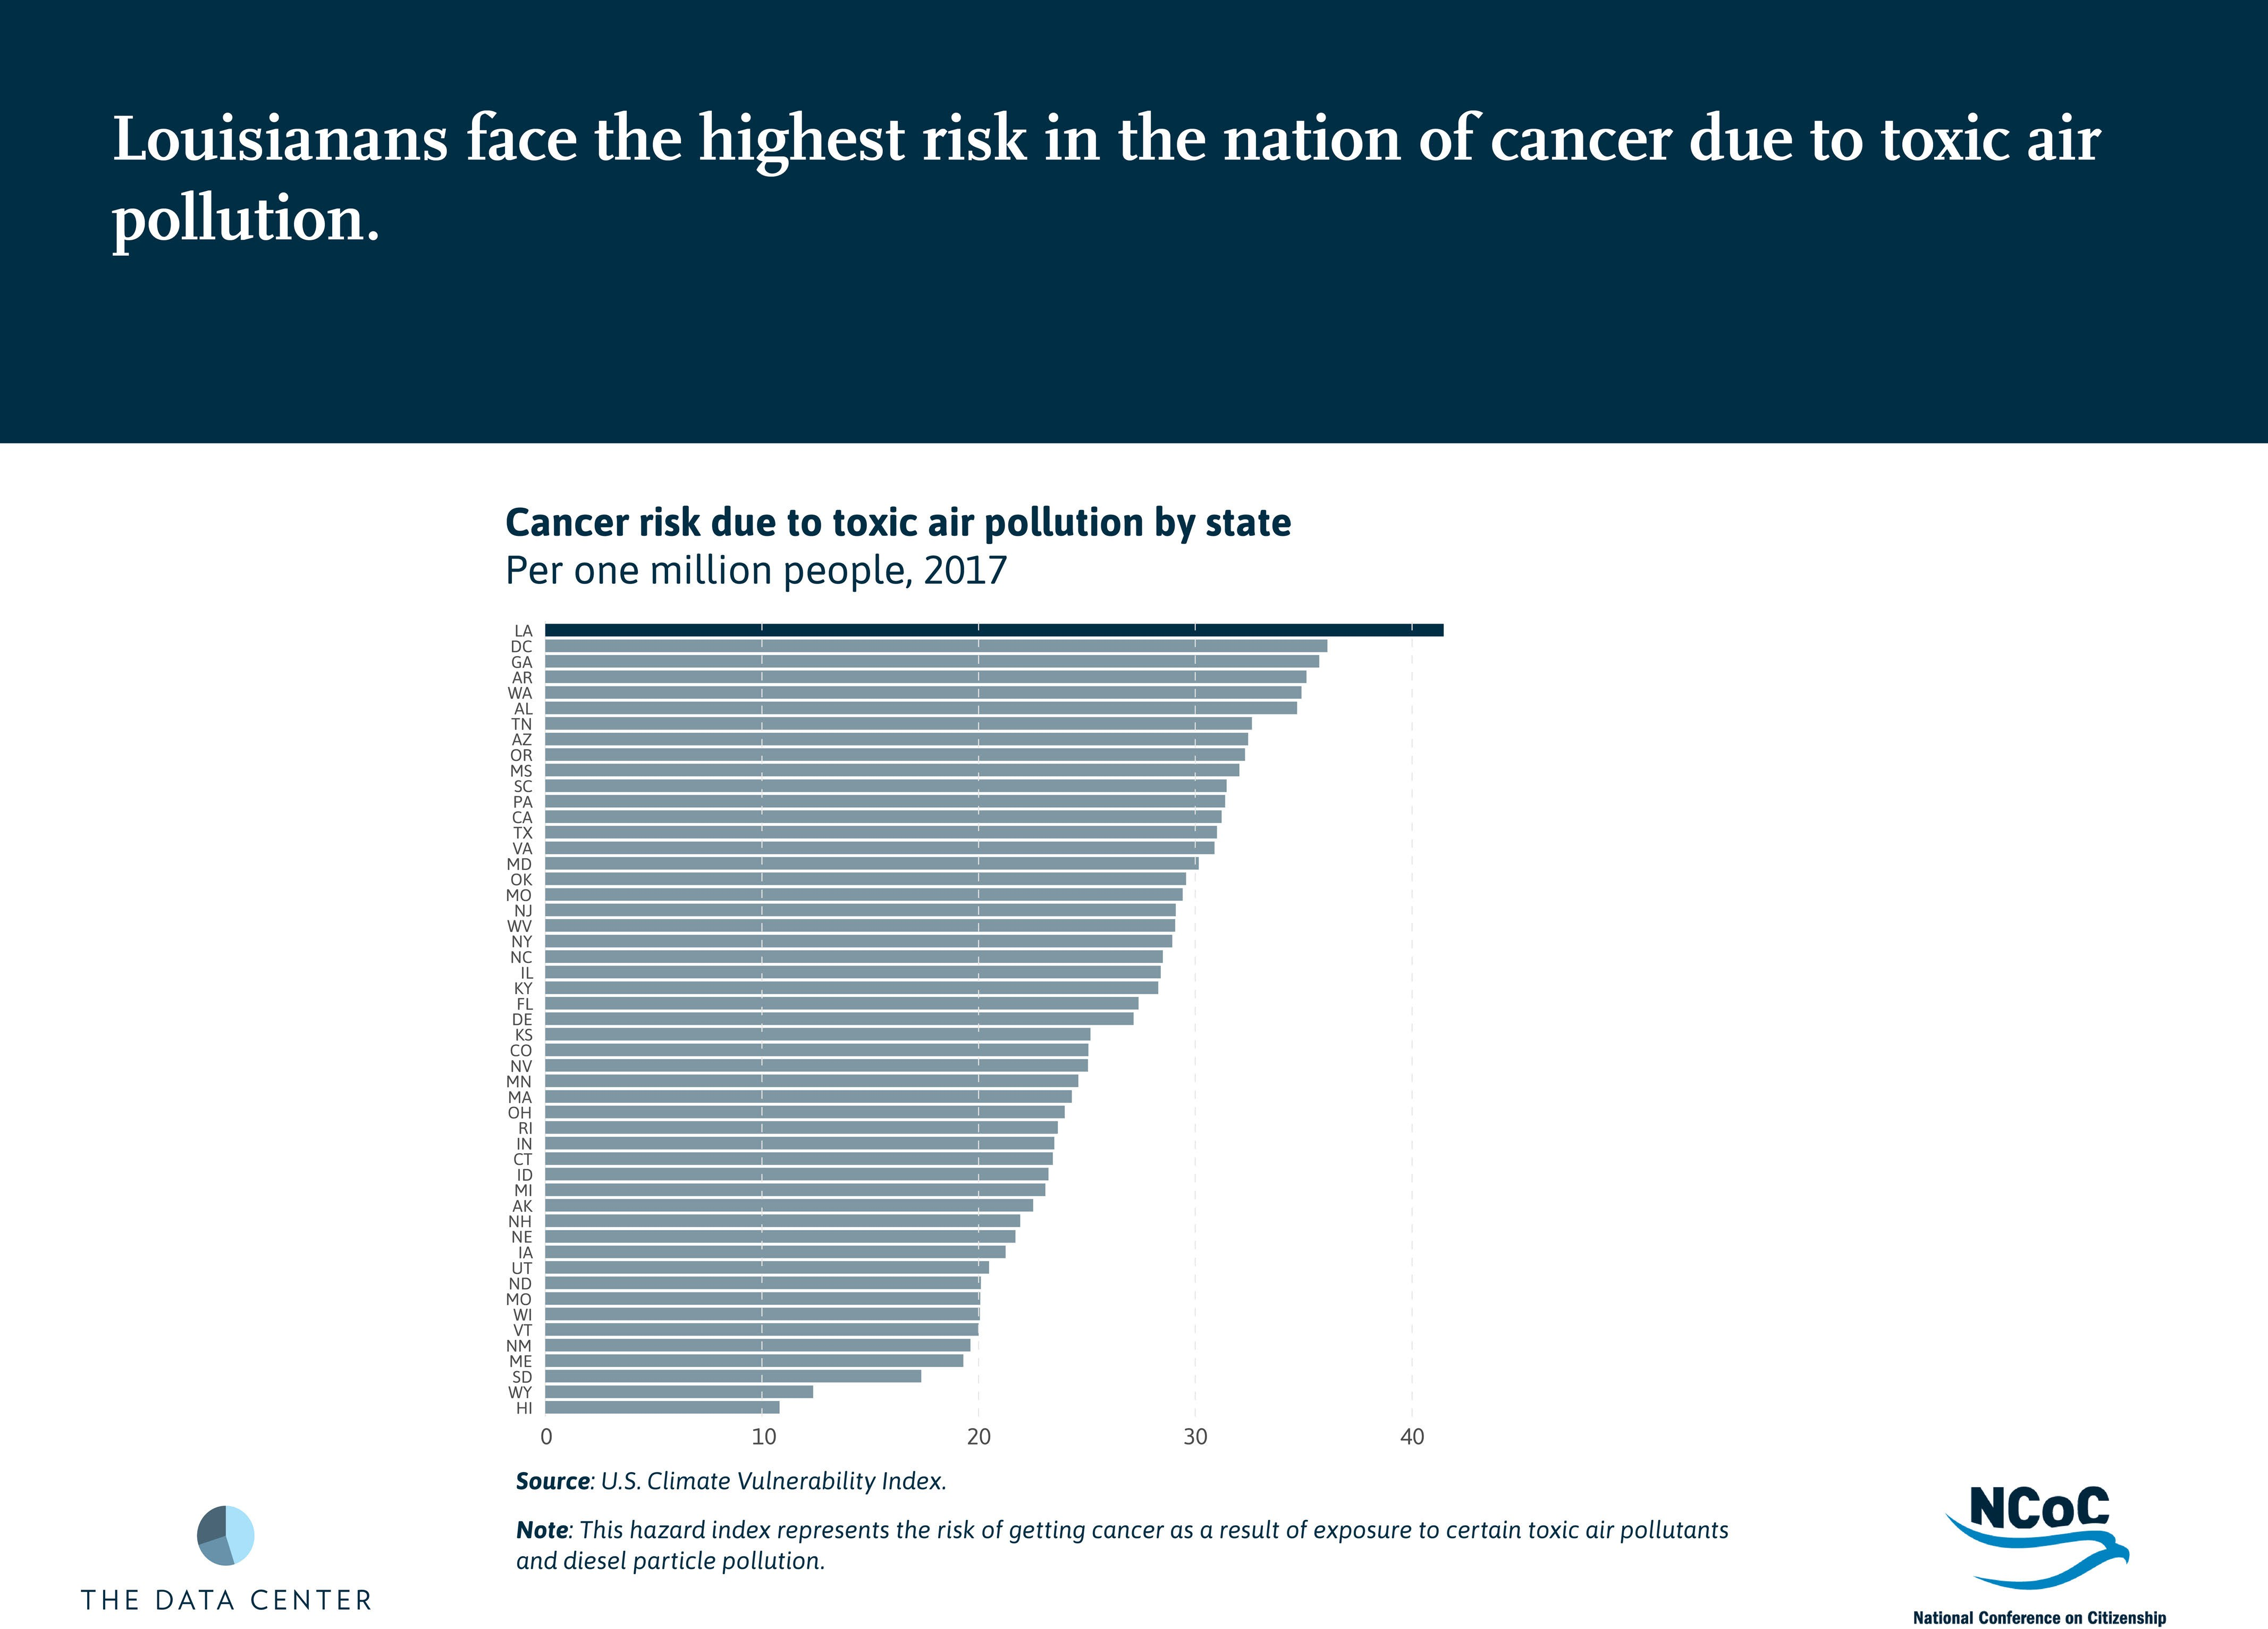 Louisianans face the highest risk in the nation of cancer due to toxic air
pollution.
Cancer risk due to toxic air pollution by state
Per one million people, 2017
LA
DC
GA
AR
WA
AL
TN
AZ
OR
MS
SC
PA
CA
TX
VA
MD
OK
MO
NJ
WV
NY
NC
IL
KY
FL
DE
KS
CO
NV
MN
MA
OH
RI
IN
CT
ID
MI
AK
NH
NE
IA
UT
ND
MO
WI
VT
NM
ME
SD
WY
HI
0 10 20 30 40
Source: U.S. Climate Vulnerability Index.
Note: This hazard index represents the risk of getting cancer as a result of exposure to certain toxic air pollutants
and diesel particle pollution.
THE DATA CENTER
NCoC
National Conference on Citizenship